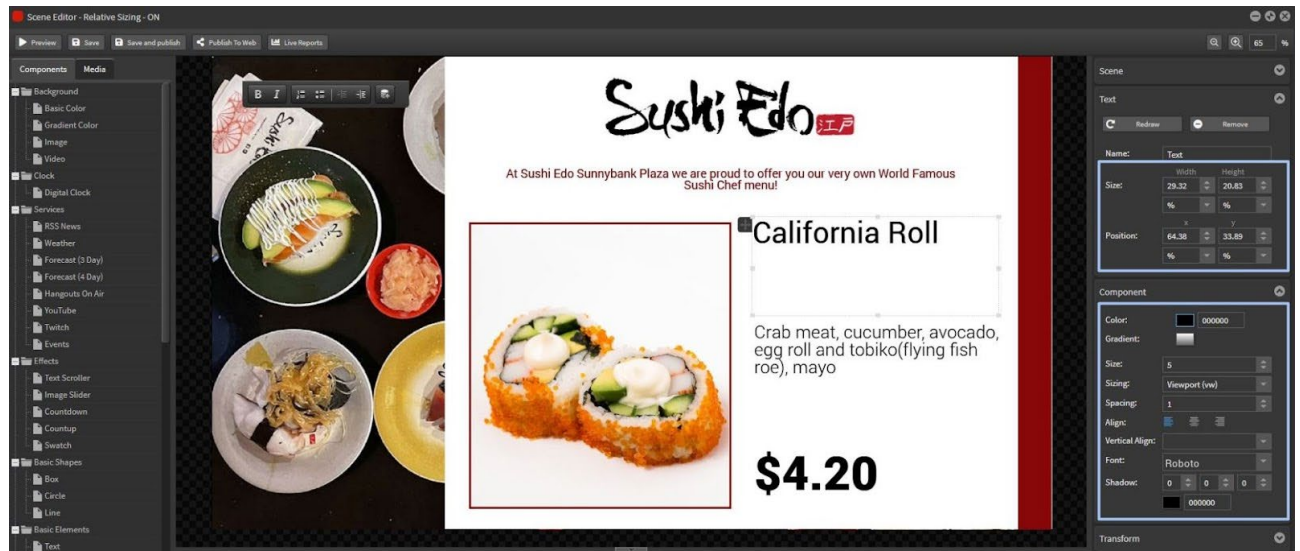 Scene Editor - Relative Sizing - ON
Preview Save Save and publish Publish To Web Live Reports
65 %
Components Media
Background
Basic Color
Gradient Color
Image
Video
Clock
Digital Clock
Services
RSS News
Weather
Forecast (3 Day)
Forecast (4 Day)
Hangouts On Air
YouTube
Twitch
Events
Effects
Text Scroller
Image Slider
Countdown
Countup
Swatch
Basic Shapes
Box
Circle
Line
Basic Elements
Text
B I
Sushi Edo
Sushi Edo 江戸
At Sushi Edo Sunnybank Plaza we are proud to offer you our very own World Famous
Sushi Chef menu!
California Roll
Crab meat, cucumber, avocado,
egg roll and tobiko(flying fish
roe), mayo
$4.20
Scene
Text
Redraw Remove
Name: Text
Width Height
Size: 29.32 20.83
% %
x y
Position: 64.38 33.89
% %
Component
Color: 000000
Gradient:
Size: 5
Sizing: Viewport (vw)
Spacing: 1
Align:
Vertical Align:
Font: Roboto
Shadow: 0 0 0
000000
Transform